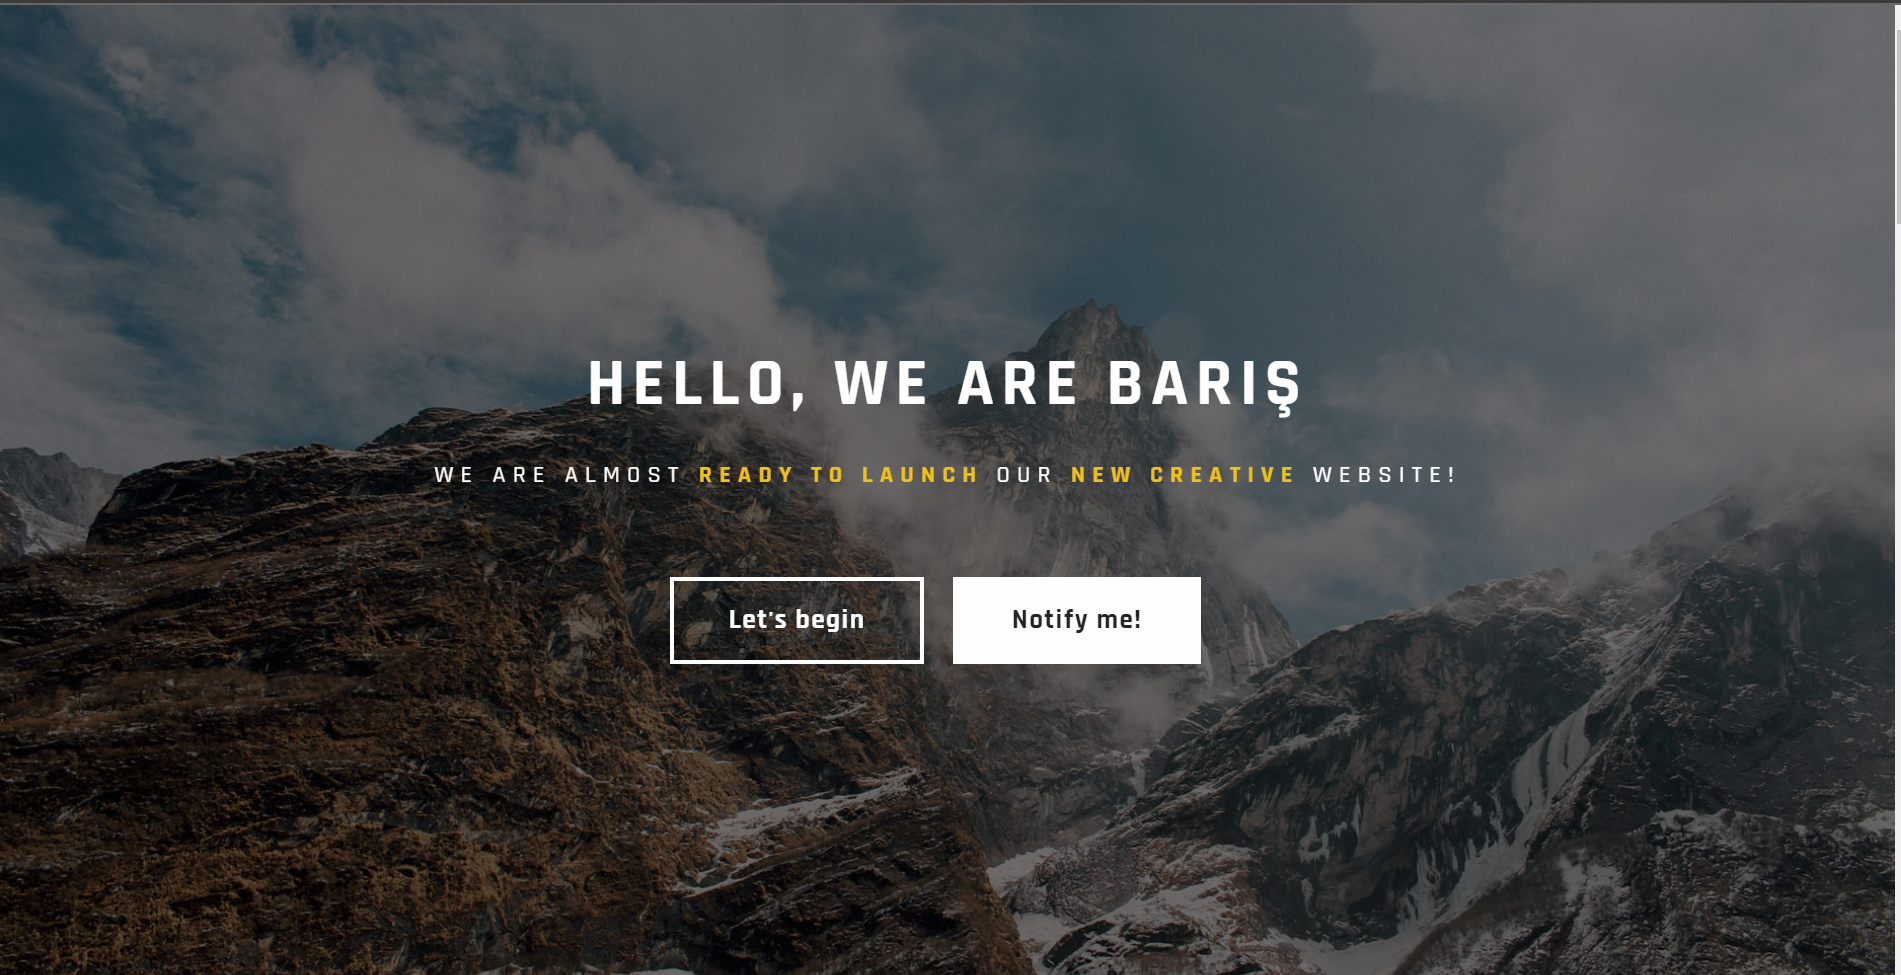 HELLO, WE ARE BARIŞ
WE ARE ALMOST READY TO LAUNCH OUR NEW CREATIVE WEBSITE!
Let's begin
Notify me!